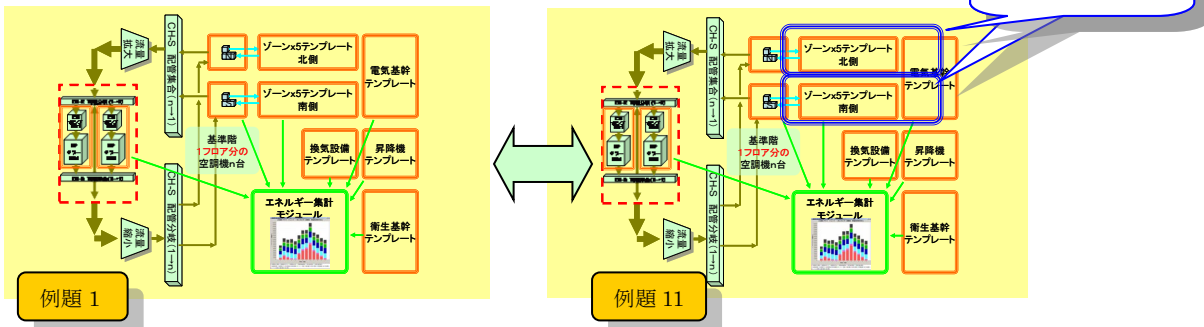 流量
拡大
CH-S 配管集合(n→1)
ゾーンx5テンプレート
北側
ゾーンx5テンプレート
南側
電気基幹
テンプレート
基準階
1フロア分の
空調機n台
換気設備
テンプレート
昇降機
テンプレート
エネルギー集計
モジュール
衛生基幹
テンプレート
流量
縮小
CH-S 配管分岐(1→n)
例題 1
流量
拡大
CH-S 配管集合(n→1)
ゾーンx5テンプレート
北側
ゾーンx5テンプレート
南側
電気基幹
テンプレート
基準階
1フロア分の
空調機n台
換気設備
テンプレート
昇降機
テンプレート
エネルギー集計
モジュール
衛生基幹
テンプレート
流量
縮小
CH-S 配管分岐(1→n)
例題 11